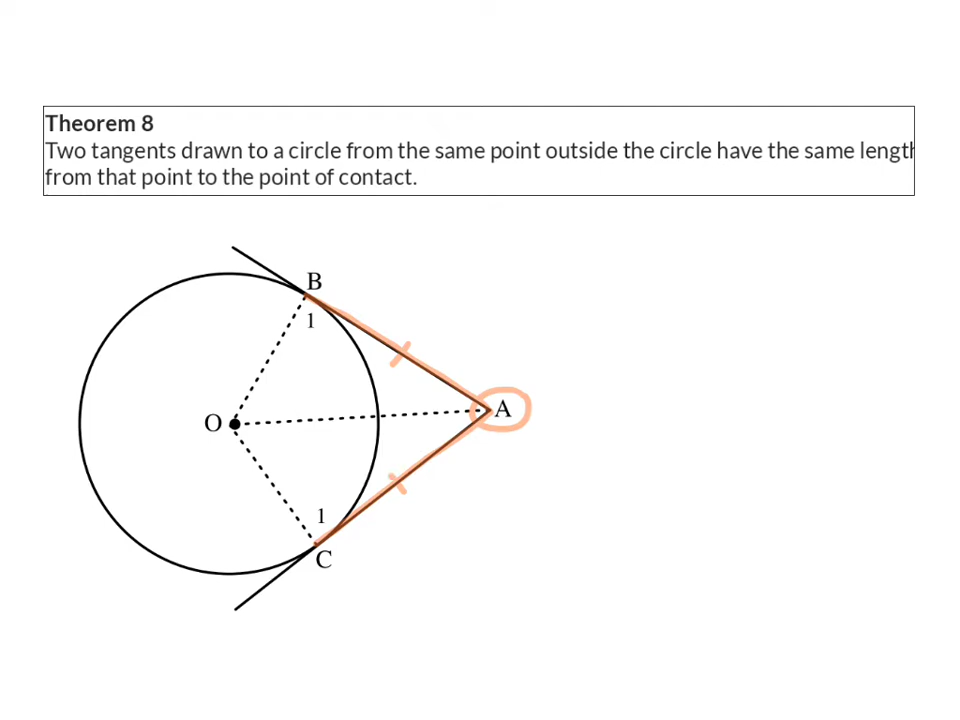 Theorem 8
Two tangents drawn to a circle from the same point outside the circle have the same length
from that point to the point of contact.
B
1
O
A
1
C